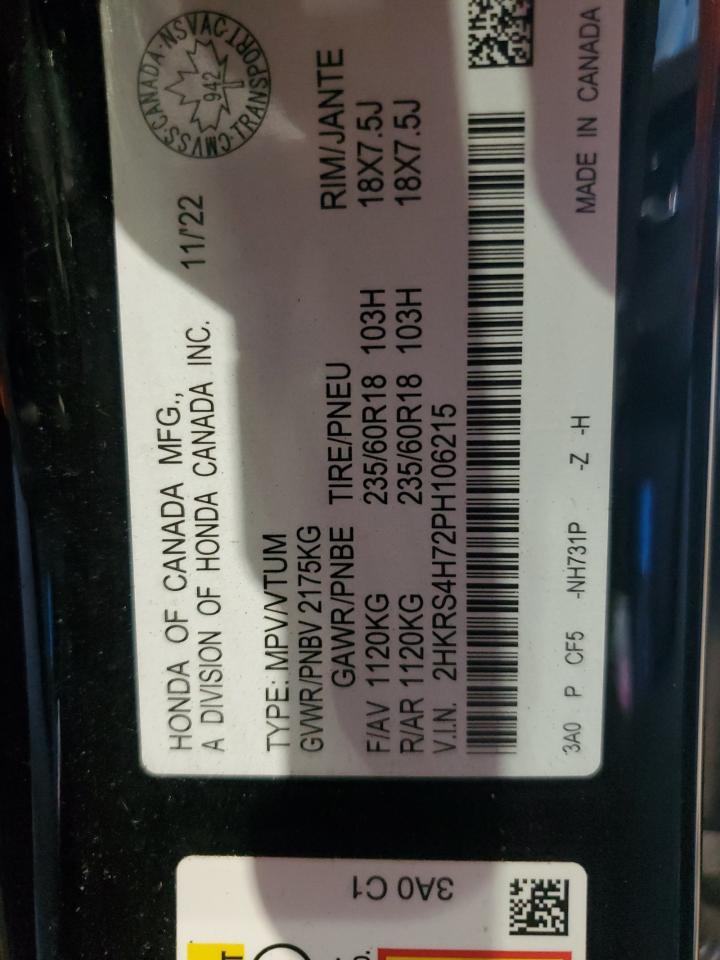 HONDA OF CANADA MFG.,
A DIVISION OF HONDA CANADA INC. 11/'22
CMVSS·CANADA·NSVAC·TRANSPORT
942
TYPE: MPV/VTUM
GVWR/PNBV 2175KG
GAWR/PNBE TIRE/PNEU RIM/JANTE
F/AV 1120KG 235/60R18 103H 18X7.5J
R/AR 1120KG 235/60R18 103H 18X7.5J
V.I.N. 2HKRS4H72PH106215
3A0 P CF5 -NH731P -Z -H MADE IN CANADA
3A0 C1